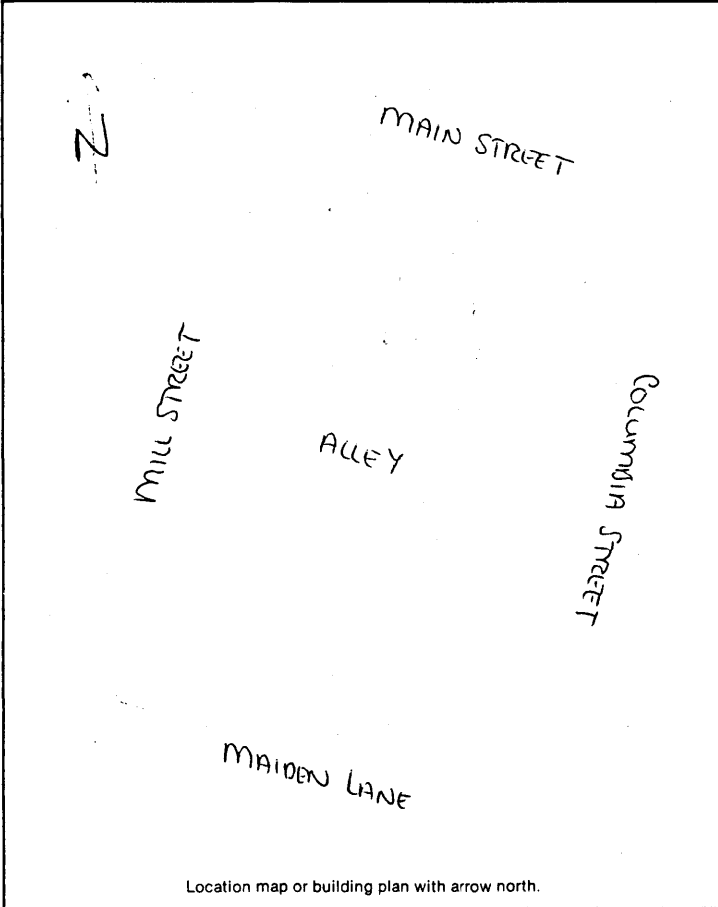 N
MAIN STREET
MILL STREET
ALLEY
COLUMBIA STREET
MAIDEN LANE
Location map or building plan with arrow north.